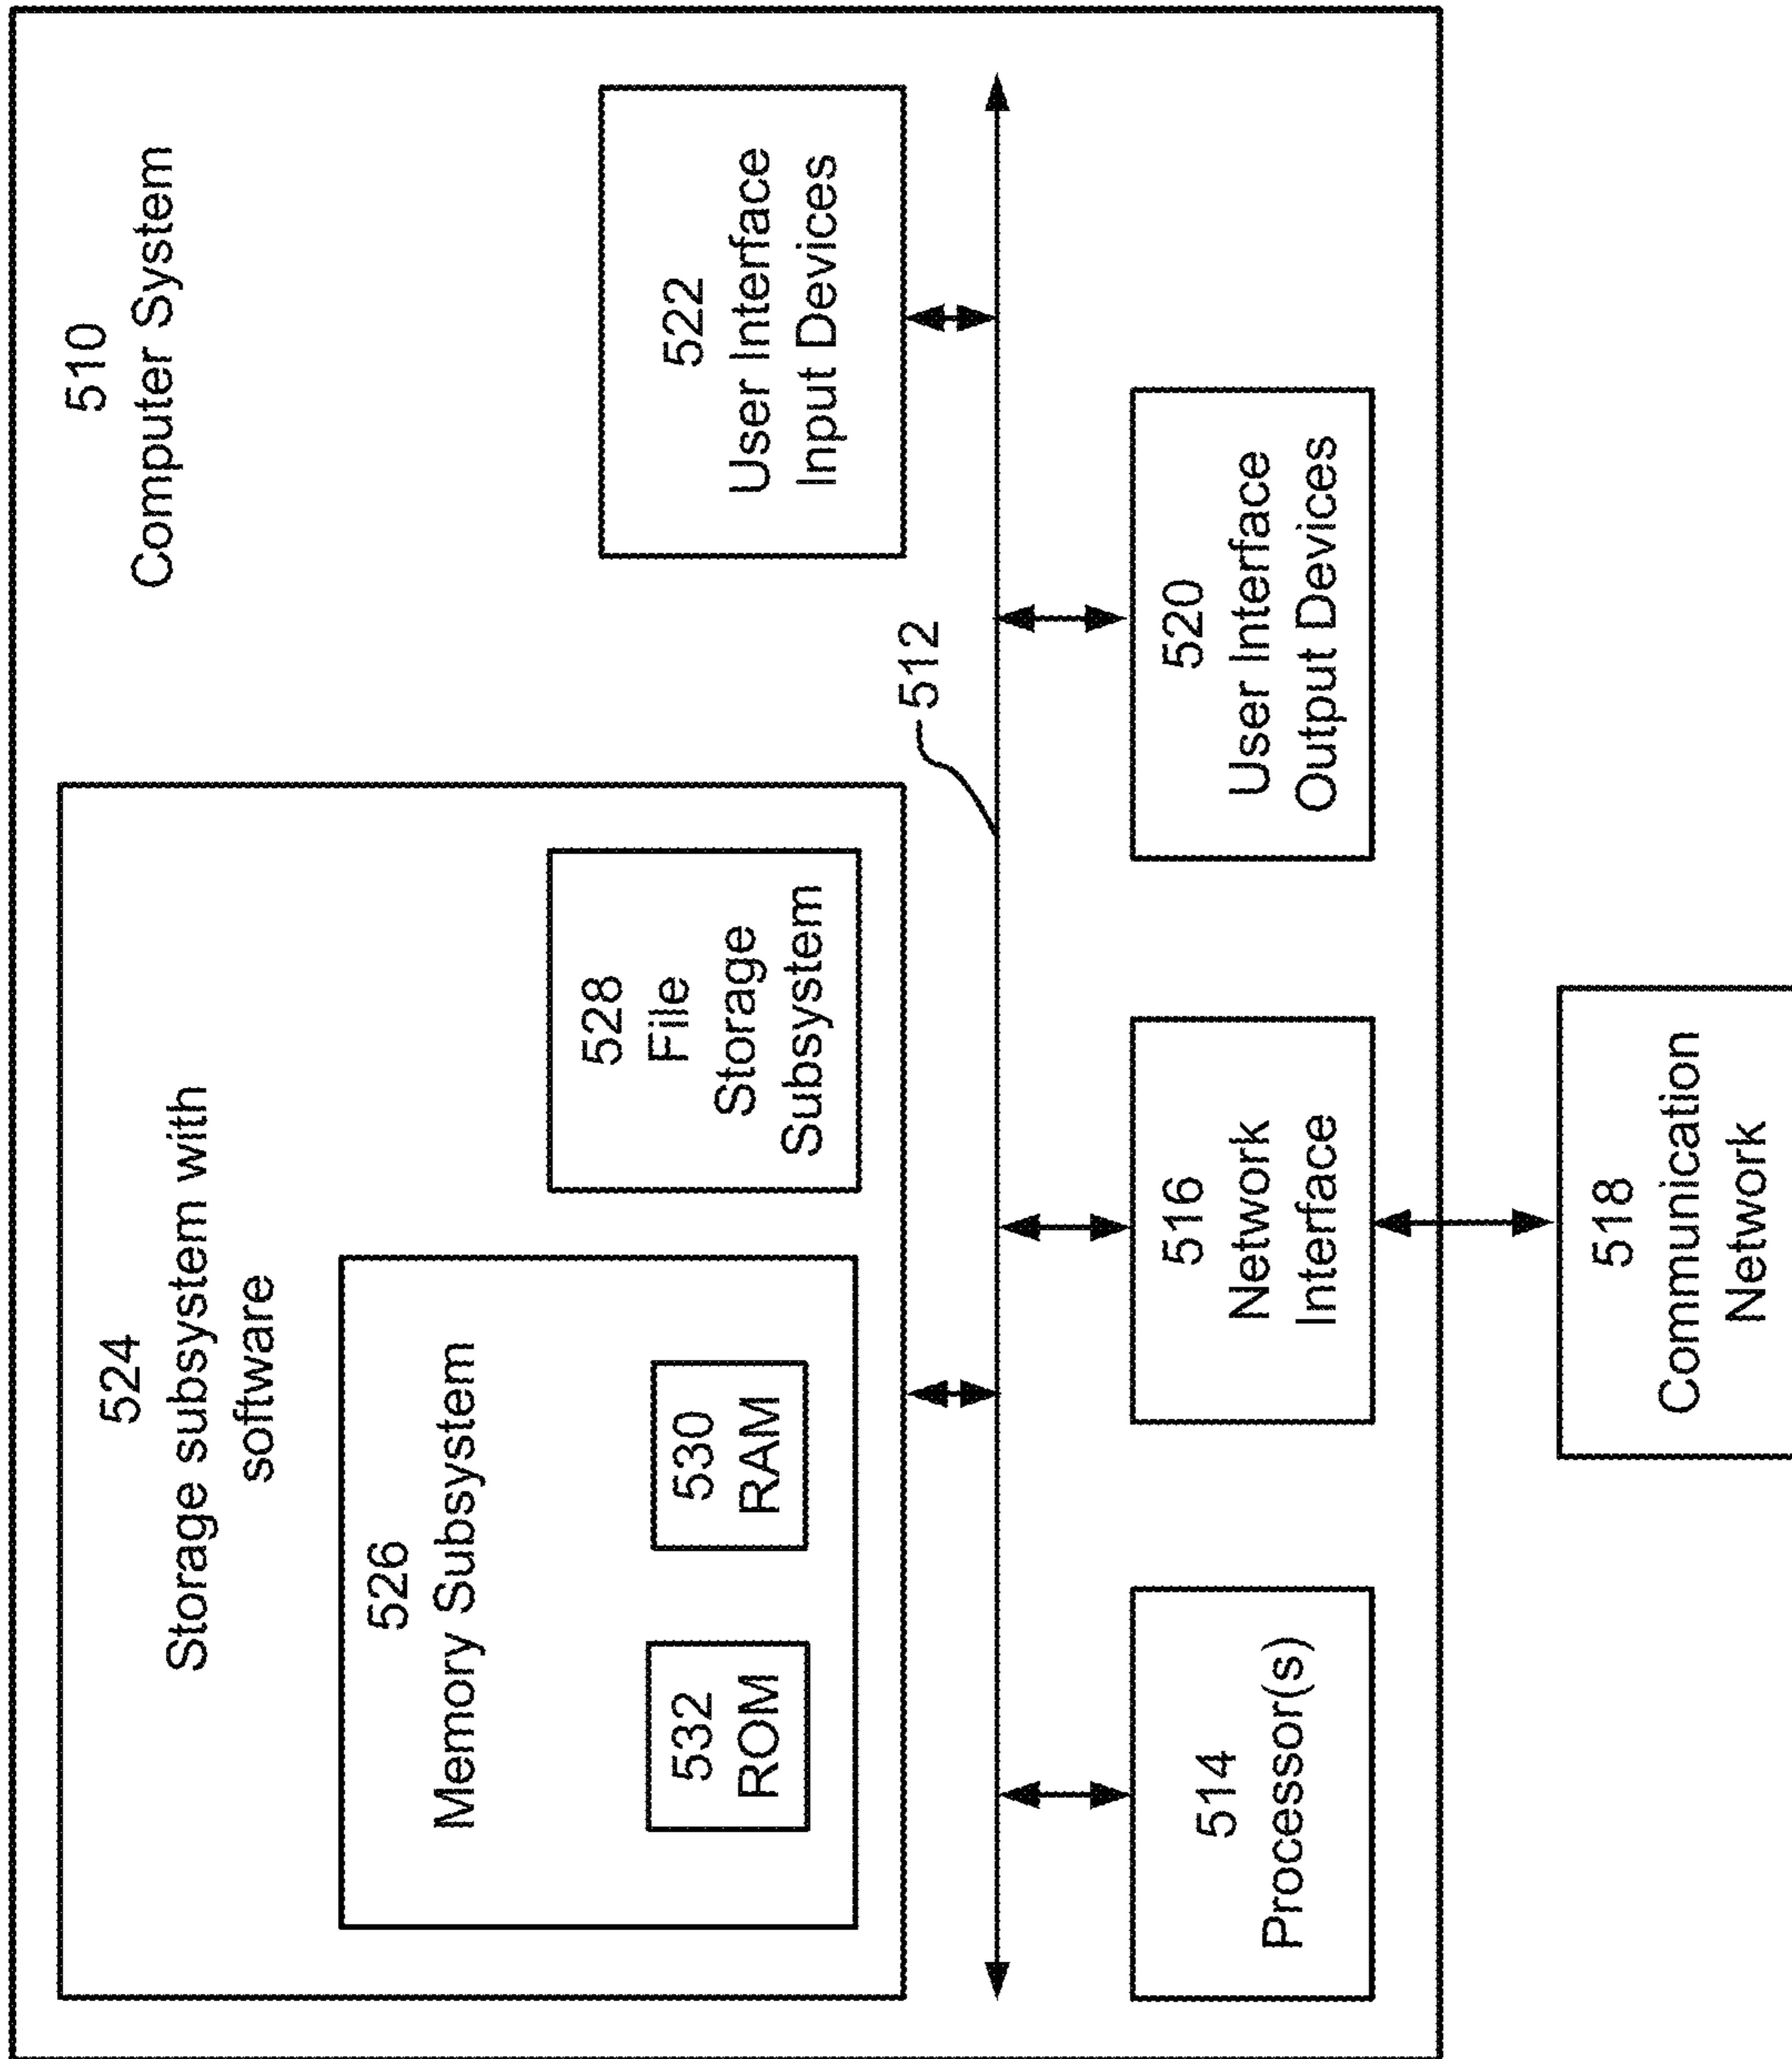 510
Computer System
524
Storage subsystem with
software
526
Memory Subsystem
532
ROM
530
RAM
528
File
Storage
Subsystem
522
User Interface
Input Devices
512
514
Processor(s)
516
Network
Interface
520
User Interface
Output Devices
518
Communication
Network